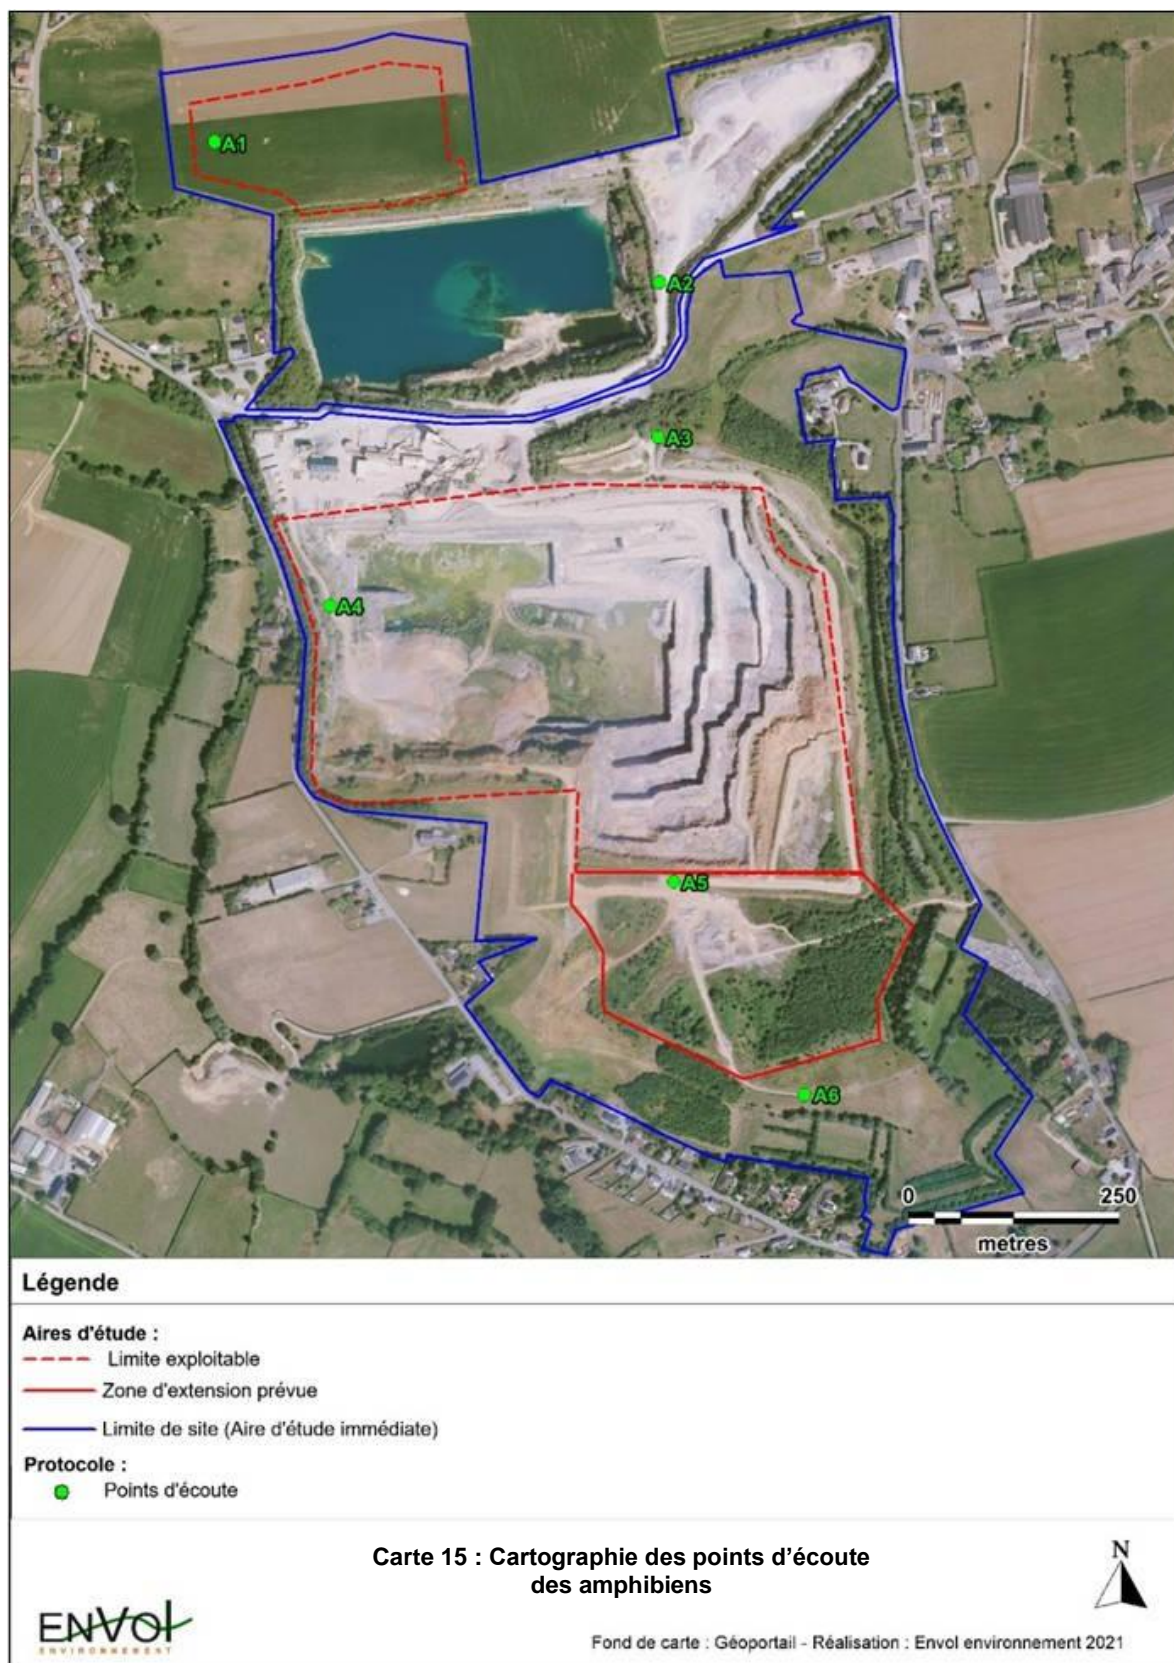 A1
A2
A3
A4
A5
A6
0 250
metres
Légende
Aires d'étude :
Limite exploitable
Zone d'extension prévue
Limite de site (Aire d'étude immédiate)
Protocole :
Points d'écoute
Carte 15 : Cartographie des points d'écoute
des amphibiens
N
ENVOL
ENVIRONNEMENT
Fond de carte : Géoportail - Réalisation : Envol environnement 2021